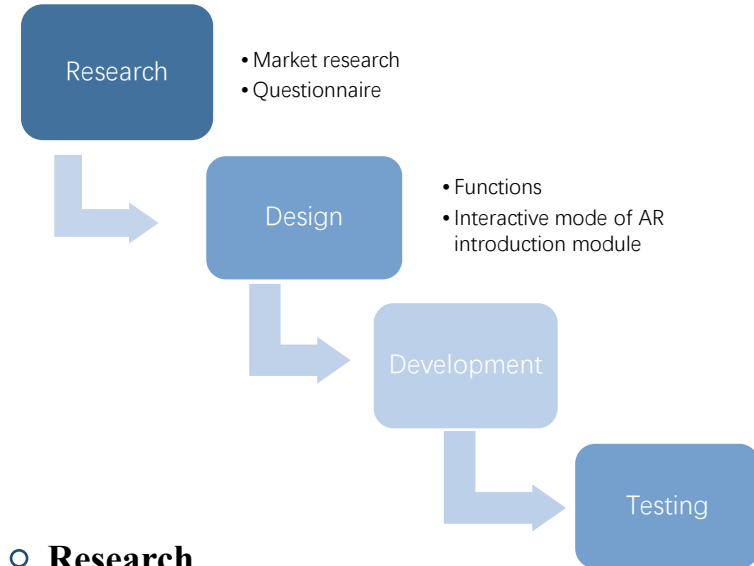 Research
• Market research
• Questionnaire
Design
• Functions
• Interactive mode of AR
introduction module
Development
Testing
Research